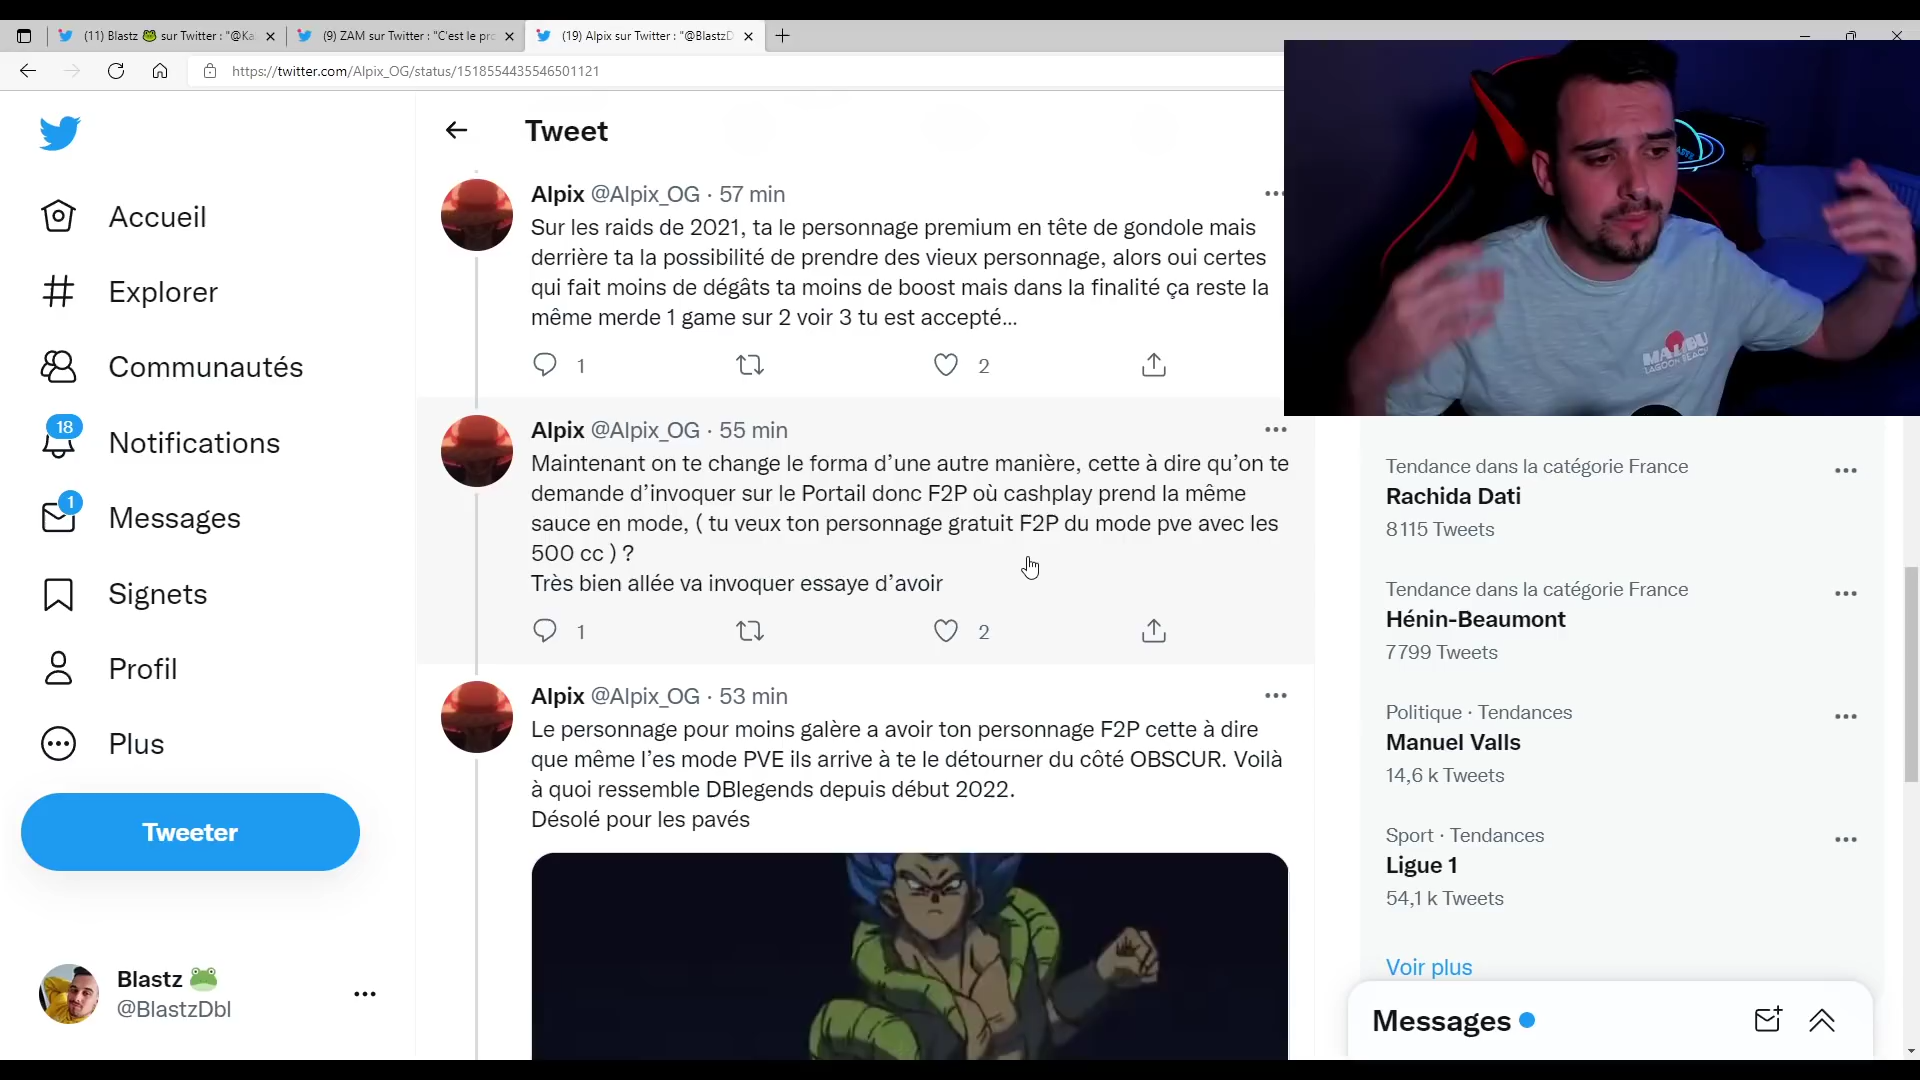 (11) Blastz 🐸 sur Twitter : "@Ka
(9) ZAM sur Twitter : "C'est le pro
(19) Alpix sur Twitter : "@BlastzD
https://twitter.com/Alpix_OG/status/1518554435546501121
Accueil
Explorer
Communautés
18
Notifications
1
Messages
Signets
Profil
Plus
Tweeter
Blastz 🐸
@BlastzDbl
Tweet
Alpix @Alpix_OG · 57 min
Sur les raids de 2021, ta le personnage premium en tête de gondole mais
derrière ta la possibilité de prendre des vieux personnage, alors oui certes
qui fait moins de dégâts ta moins de boost mais dans la finalité ça reste la
même merde 1 game sur 2 voir 3 tu est accepté...
1
2
Alpix @Alpix_OG · 55 min
Maintenant on te change le forma d'une autre manière, cette à dire qu'on te
demande d'invoquer sur le Portail donc F2P où cashplay prend la même
sauce en mode, ( tu veux ton personnage gratuit F2P du mode pve avec les
500 cc ) ?
Très bien allée va invoquer essaye d'avoir
1
2
Alpix @Alpix_OG · 53 min
Le personnage pour moins galère a avoir ton personnage F2P cette à dire
que même l'es mode PVE ils arrive à te le détourner du côté OBSCUR. Voilà
à quoi ressemble DBlegends depuis début 2022.
Désolé pour les pavés
MALIBU
LAGOON BEACH
Tendance dans la catégorie France
Rachida Dati
8 115 Tweets
Tendance dans la catégorie France
Hénin-Beaumont
7 799 Tweets
Politique · Tendances
Manuel Valls
14,6 k Tweets
Sport · Tendances
Ligue 1
54,1 k Tweets
Voir plus
Messages